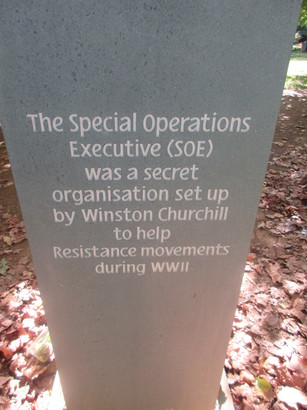 The Special Operations
Executive (SOE)
was a secret
organisation set up
by Winston Churchill
to help
Resistance movements
during WWII